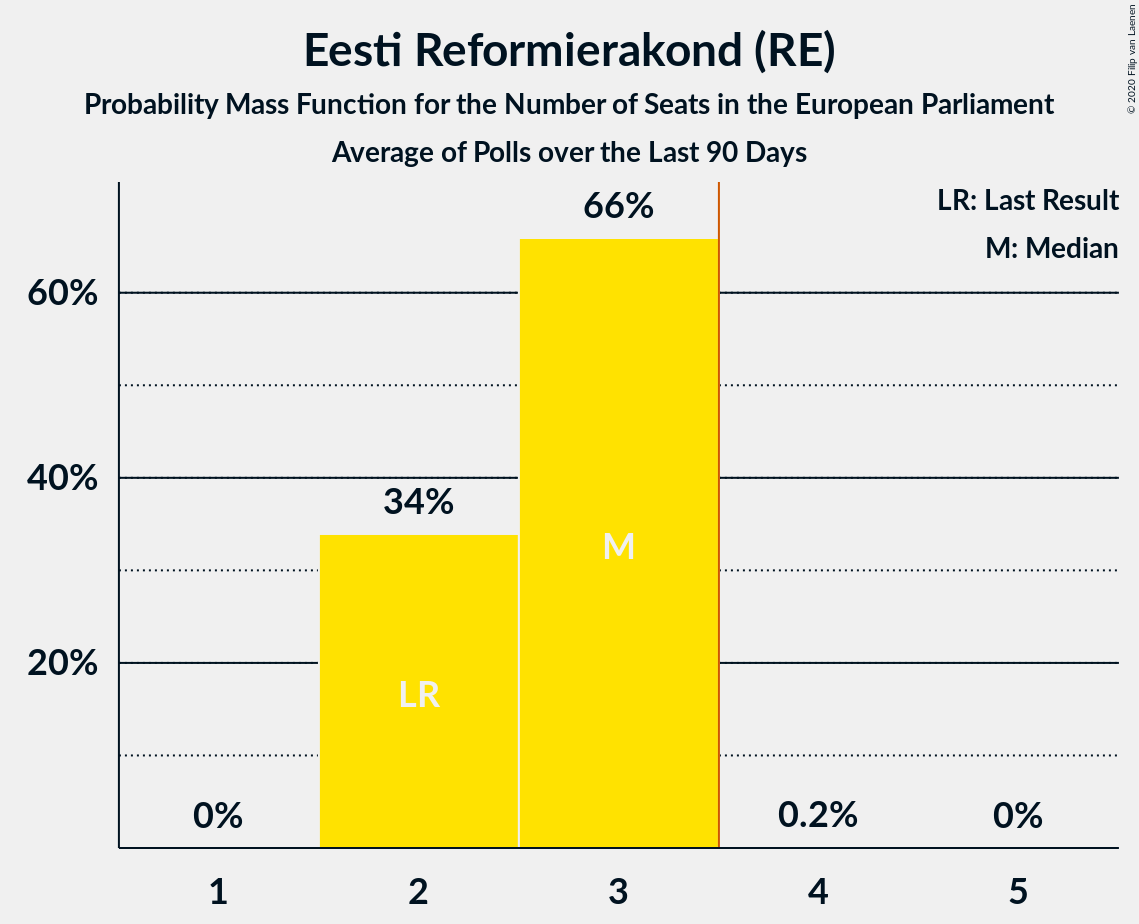 Eesti Reformierakond (RE)
Probability Mass Function for the Number of Seats in the European Parliament
Average of Polls over the Last 90 Days
© 2020 Filip van Laenen
LR: Last Result
M: Median
66%
60%
40%
34%
M
20%
LR
0%
0.2%
0%
1 2 3 4 5